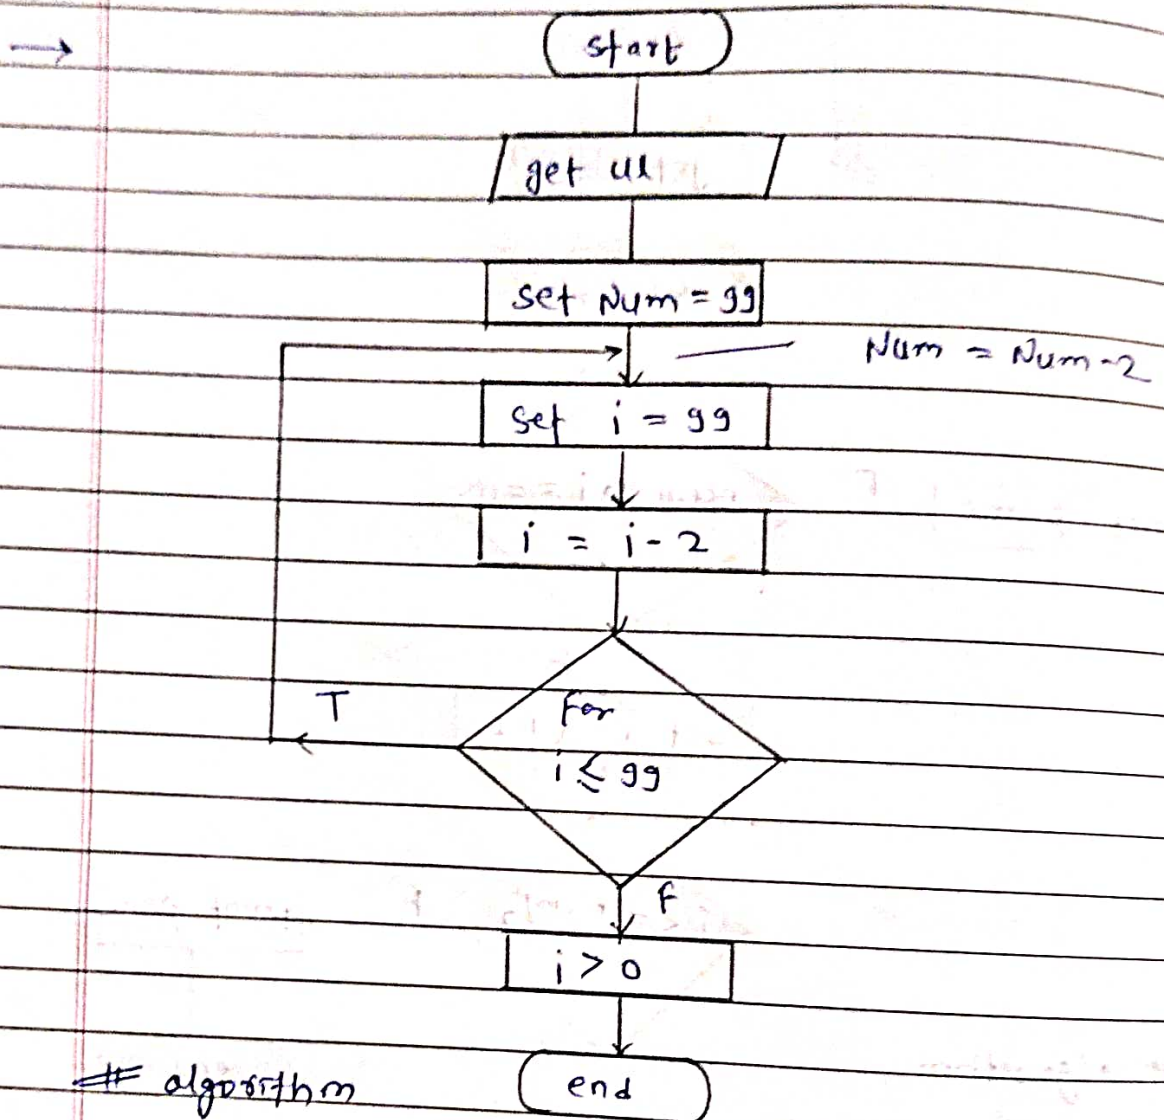 start
get ul
set Num = 99
Num = Num-2
set i = 99
i = i - 2
T
For
i ≤ 99
F
i > 0
end
# algorithm